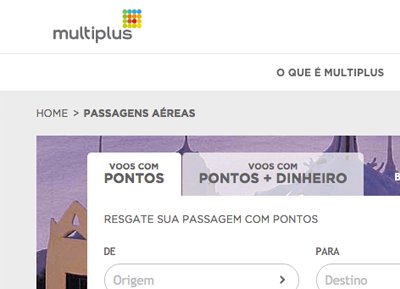 multiplus
O QUE É MULTIPLUS
HOME > PASSAGENS AÉREAS
VOOS COM
PONTOS
VOOS COM
PONTOS + DINHEIRO
RESGATE SUA PASSAGEM COM PONTOS
DE
PARA
Origem
Destino